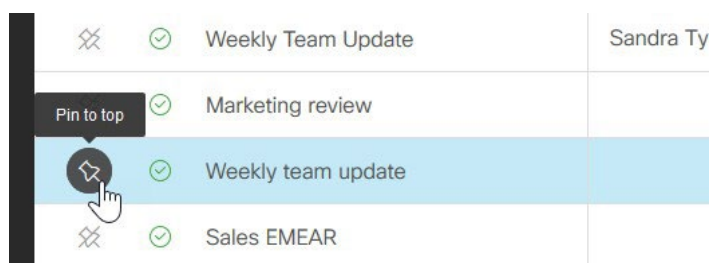 Weekly Team Update Sandra Ty
Marketing review
Pin to top
Weekly team update
Sales EMEAR